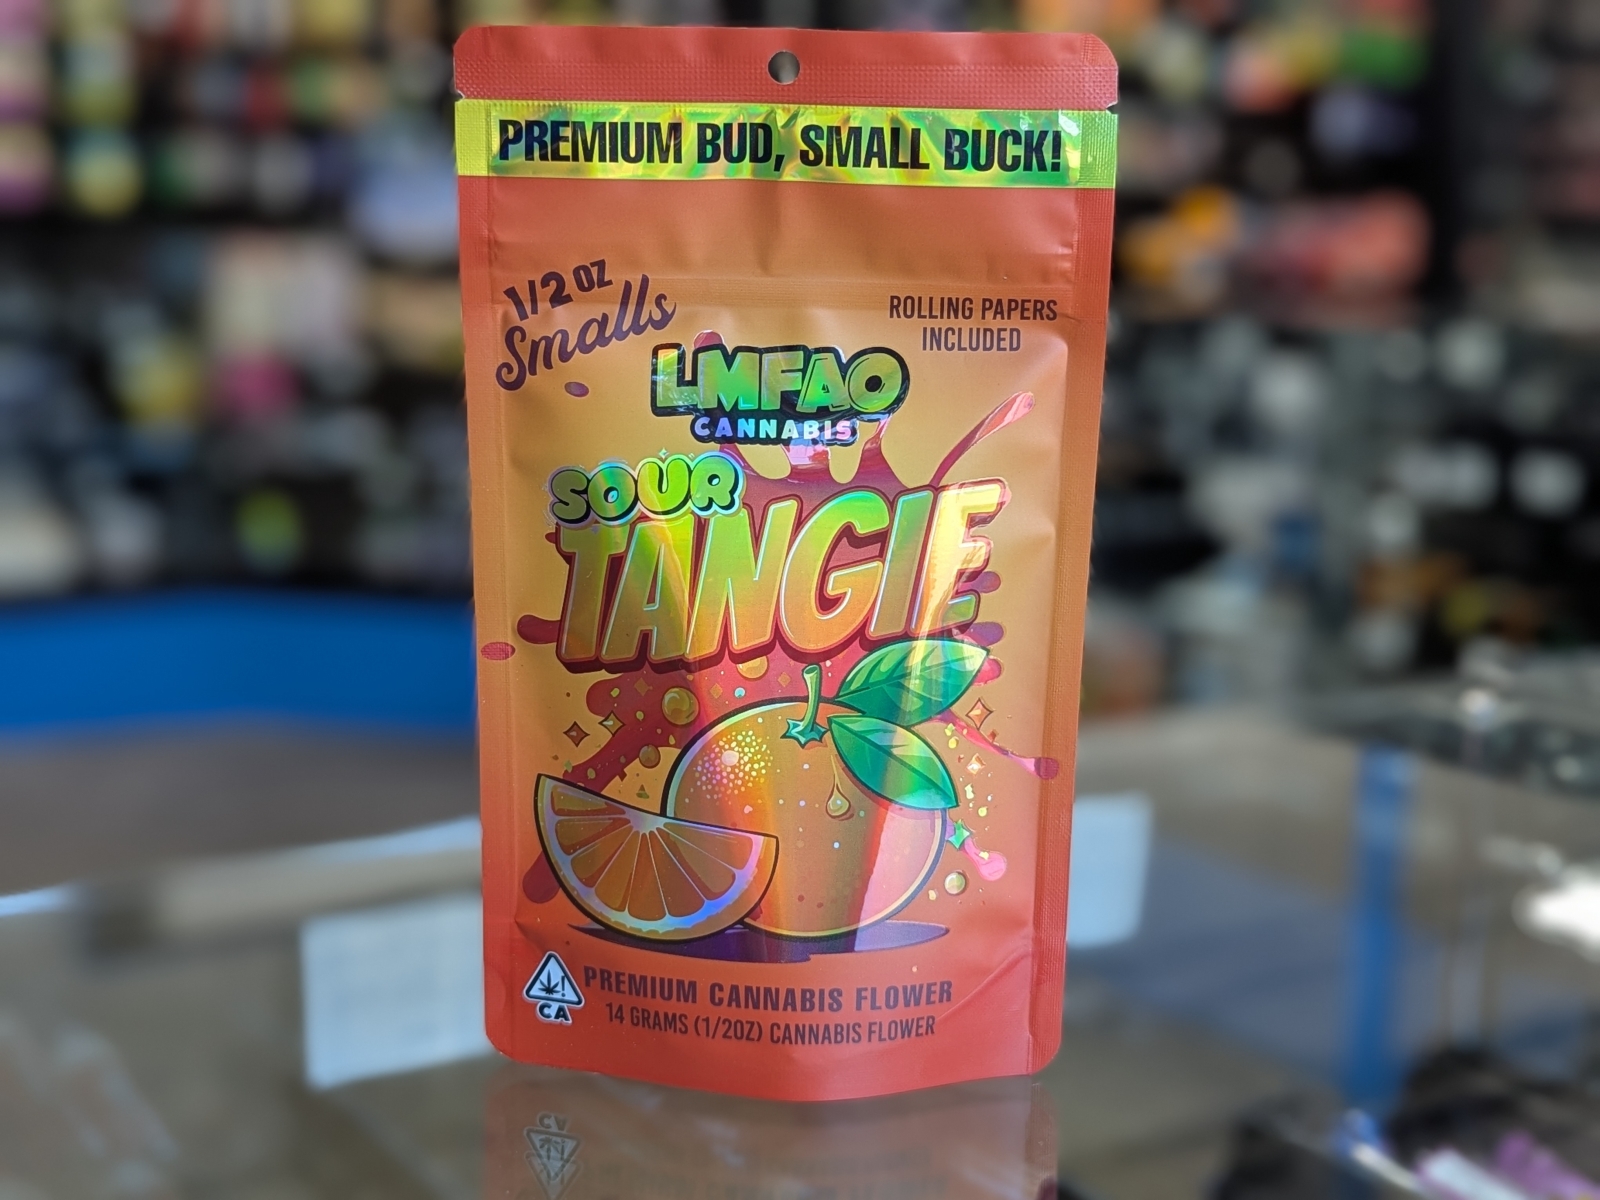 PREMIUM BUD, SMALL BUCK!
1/2 OZ
Smalls
ROLLING PAPERS
INCLUDED
LMFAO
CANNABIS
SOUR
TANGIE
CA
PREMIUM CANNABIS FLOWER
14 GRAMS (1/2OZ) CANNABIS FLOWER